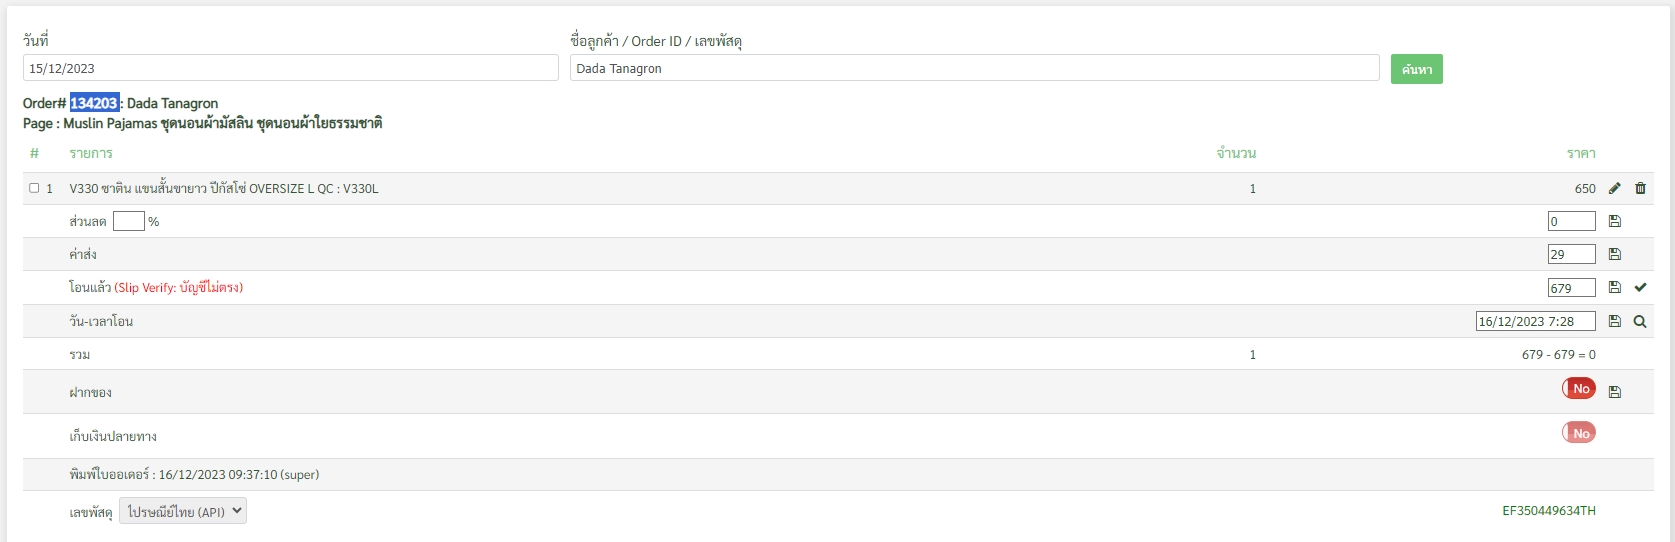 วันที่ ชื่อลูกค้า / Order ID / เลขพัสดุ
15/12/2023 Dada Tanagron ค้นหา
Order# 134203 : Dada Tanagron
Page : Muslin Pajamas ชุดนอนผ้ามัสลิน ชุดนอนผ้าใยธรรมชาติ
# รายการ จำนวน ราคา
1 V330 ซาติน แขนสั้นขายาว ปีกัสโซ่ OVERSIZE L QC : V330L 1 650
ส่วนลด % 0
ค่าส่ง 29
โอนแล้ว (Slip Verify: บัญชีไม่ตรง) 679
วัน-เวลาโอน 16/12/2023 7:28
รวม 1 679 - 679 = 0
ฝากของ No
เก็บเงินปลายทาง No
พิมพ์ใบออเดอร์ : 16/12/2023 09:37:10 (super)
เลขพัสดุ ไปรษณีย์ไทย (API) EF350449634TH